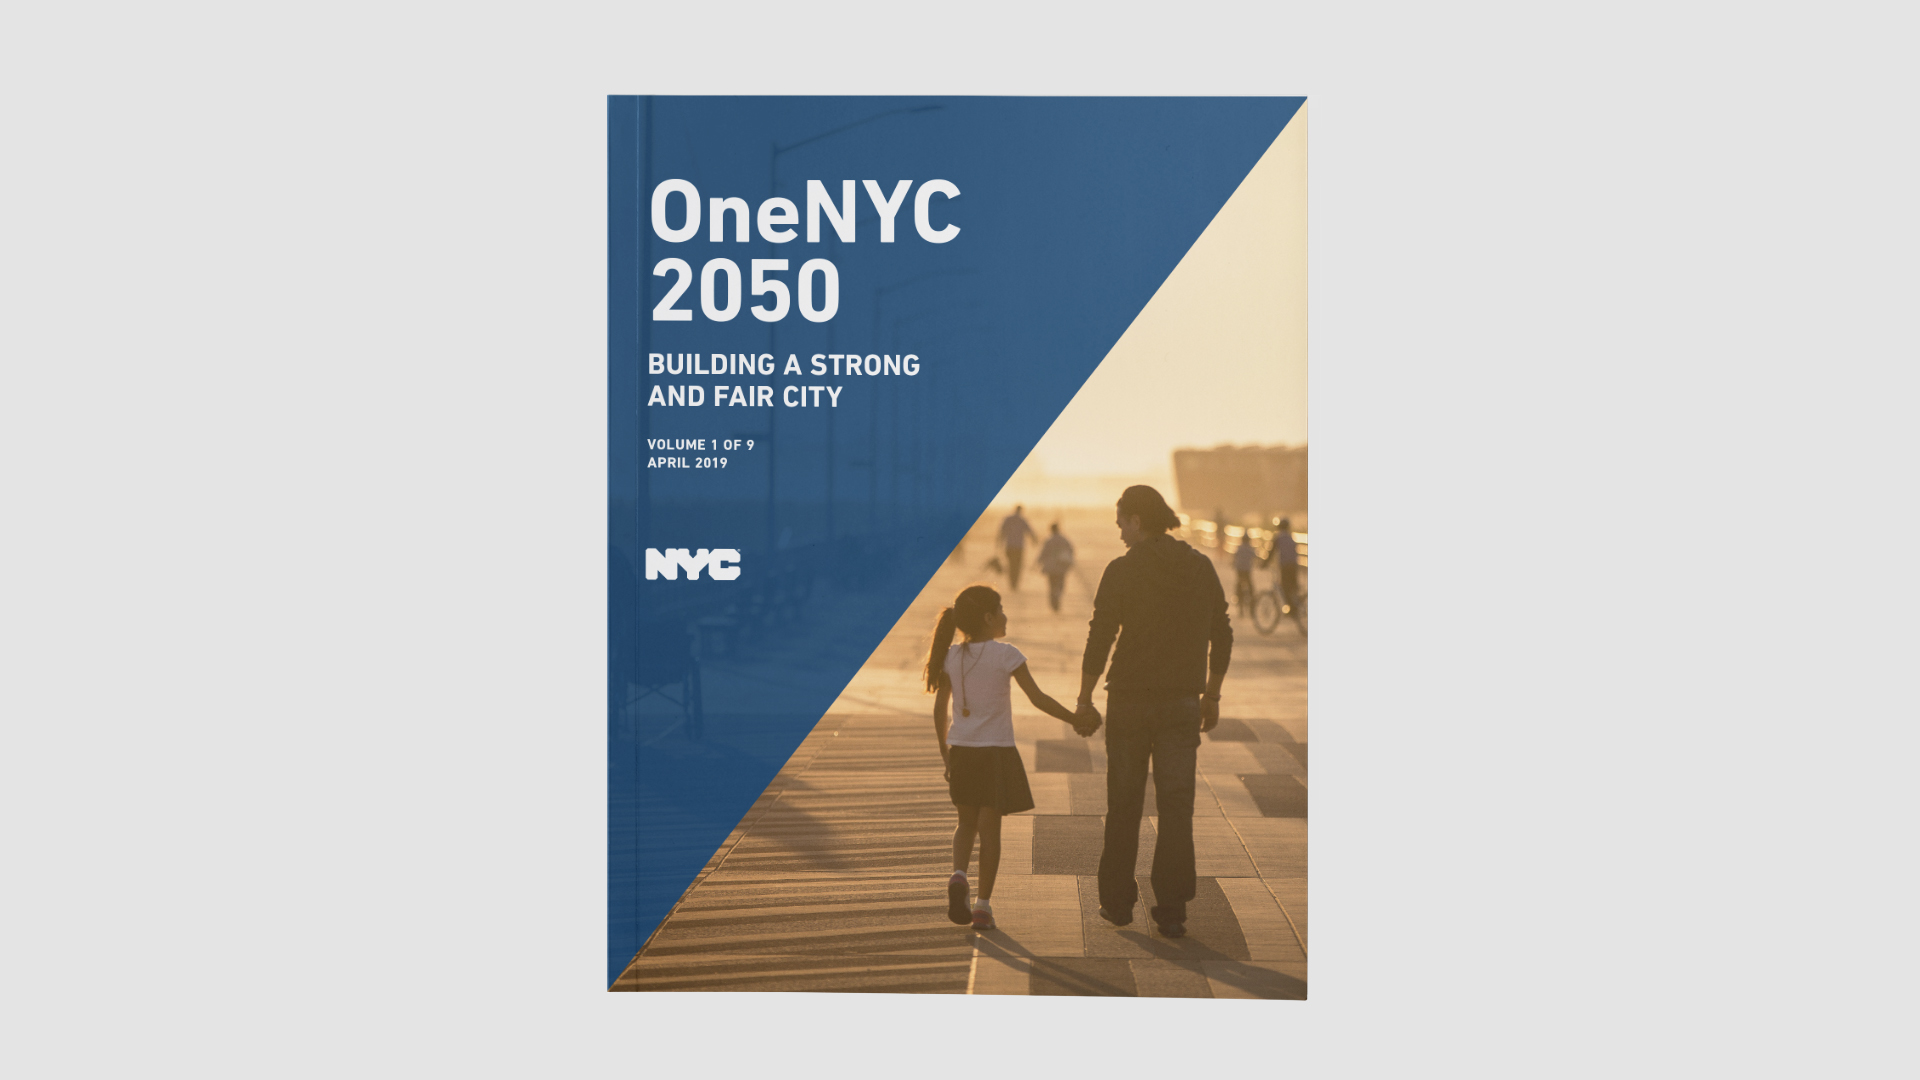 OneNYC
2050
BUILDING A STRONG
AND FAIR CITY
VOLUME 1 OF 9
APRIL 2019
NYC